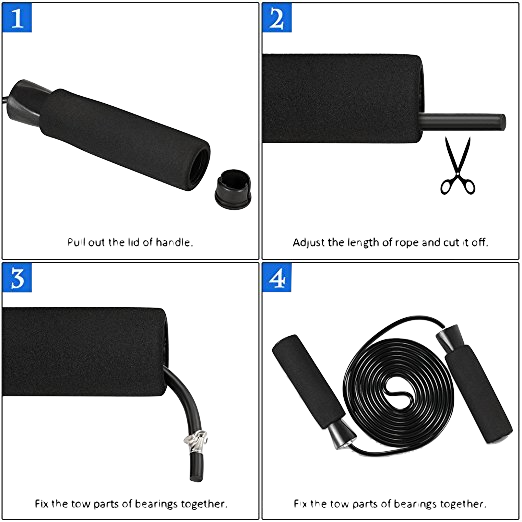 1
Pull out the lid of handle.
2
Adjust the length of rope and cut it off.
3
Fix the tow parts of bearings together.
4
Fix the tow parts of bearings together.